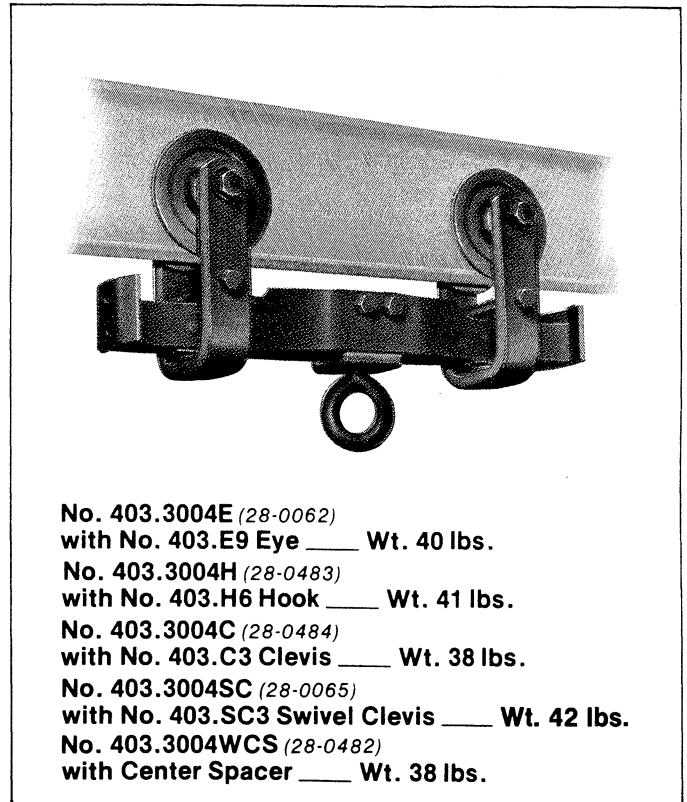 No. 403.3004E (28-0062)
with No. 403.E9 Eye ____ Wt. 40 lbs.
No. 403.3004H (28-0483)
with No. 403.H6 Hook ____ Wt. 41 lbs.
No. 403.3004C (28-0484)
with No. 403.C3 Clevis ____ Wt. 38 lbs.
No. 403.3004SC (28-0065)
with No. 403.SC3 Swivel Clevis ____ Wt. 42 lbs.
No. 403.3004WCS (28-0482)
with Center Spacer ____ Wt. 38 lbs.